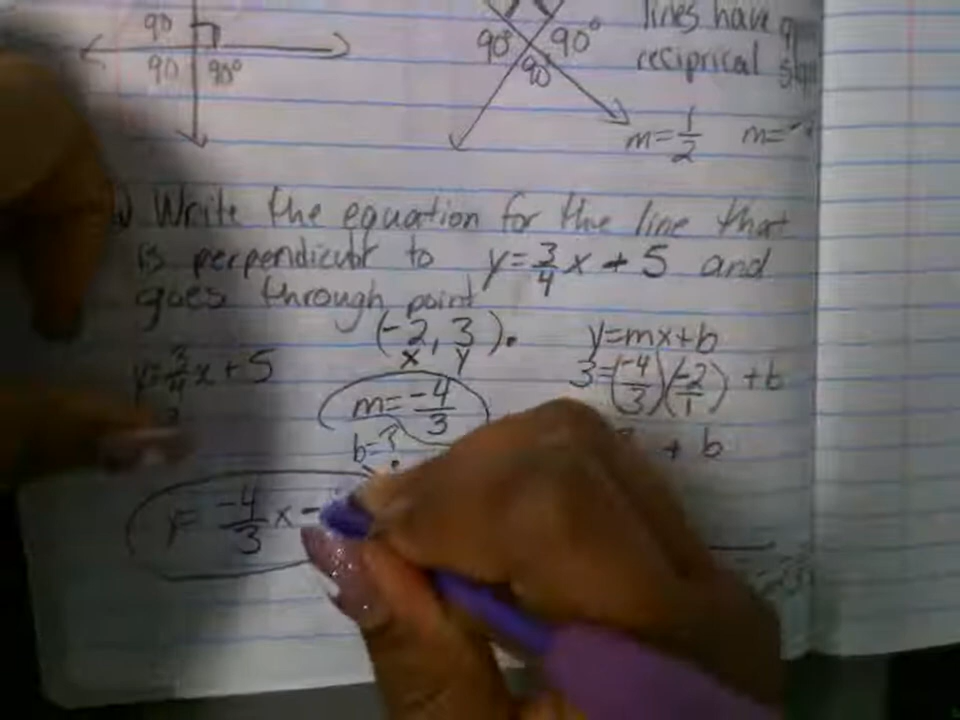 90
90 90°
90° 90°
90
lines have
reciprical
m=1/2 m=-
Write the equation for the line that
is perpendicular to y=3/4x+5 and
goes through point
(-2, 3).
x y
y=3/4x+5
m=-4/3
b=?
y=mx+b
3=(-4/3)(-2/1)+b
+ b
y= -4/3x-